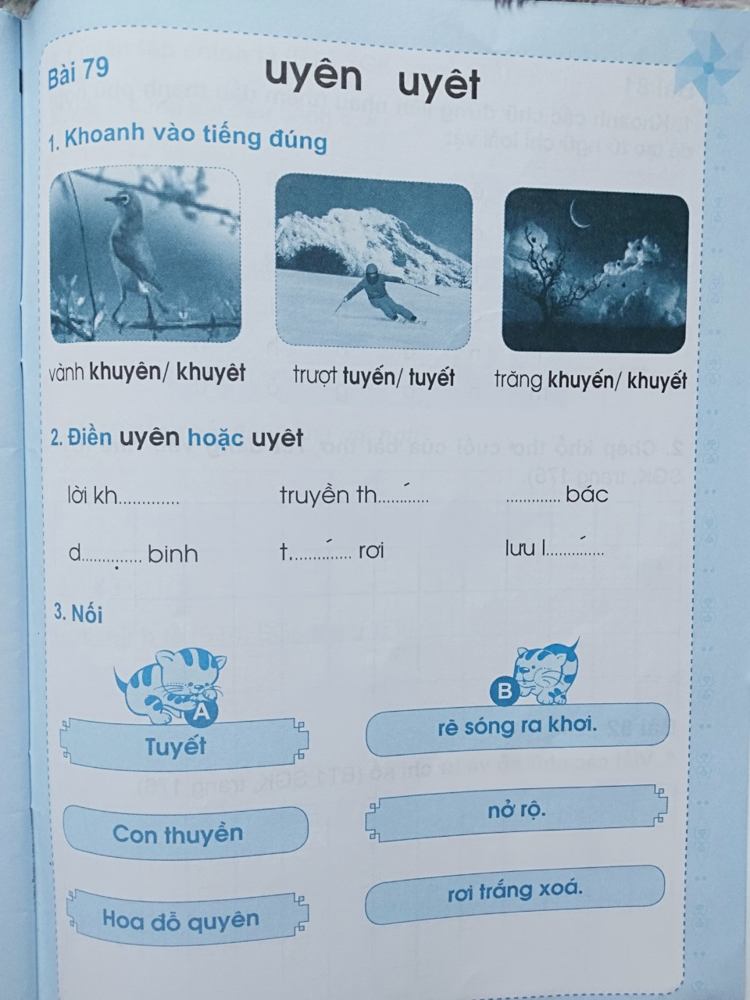 Bài 79
uyên uyêt
1. Khoanh vào tiếng đúng
vành khuyên/ khuyêt
trượt tuyến/ tuyết
trăng khuyến/ khuyết
2. Điền uyên hoặc uyêt
lời kh.............
truyền th......́......
............. bác
d.......̣....... binh
t.......́....... rơi
lưu l.......́.......
3. Nối
A
B
Tuyết
rẽ sóng ra khơi.
Con thuyền
nở rộ.
Hoa đỗ quyên
rơi trắng xoá.